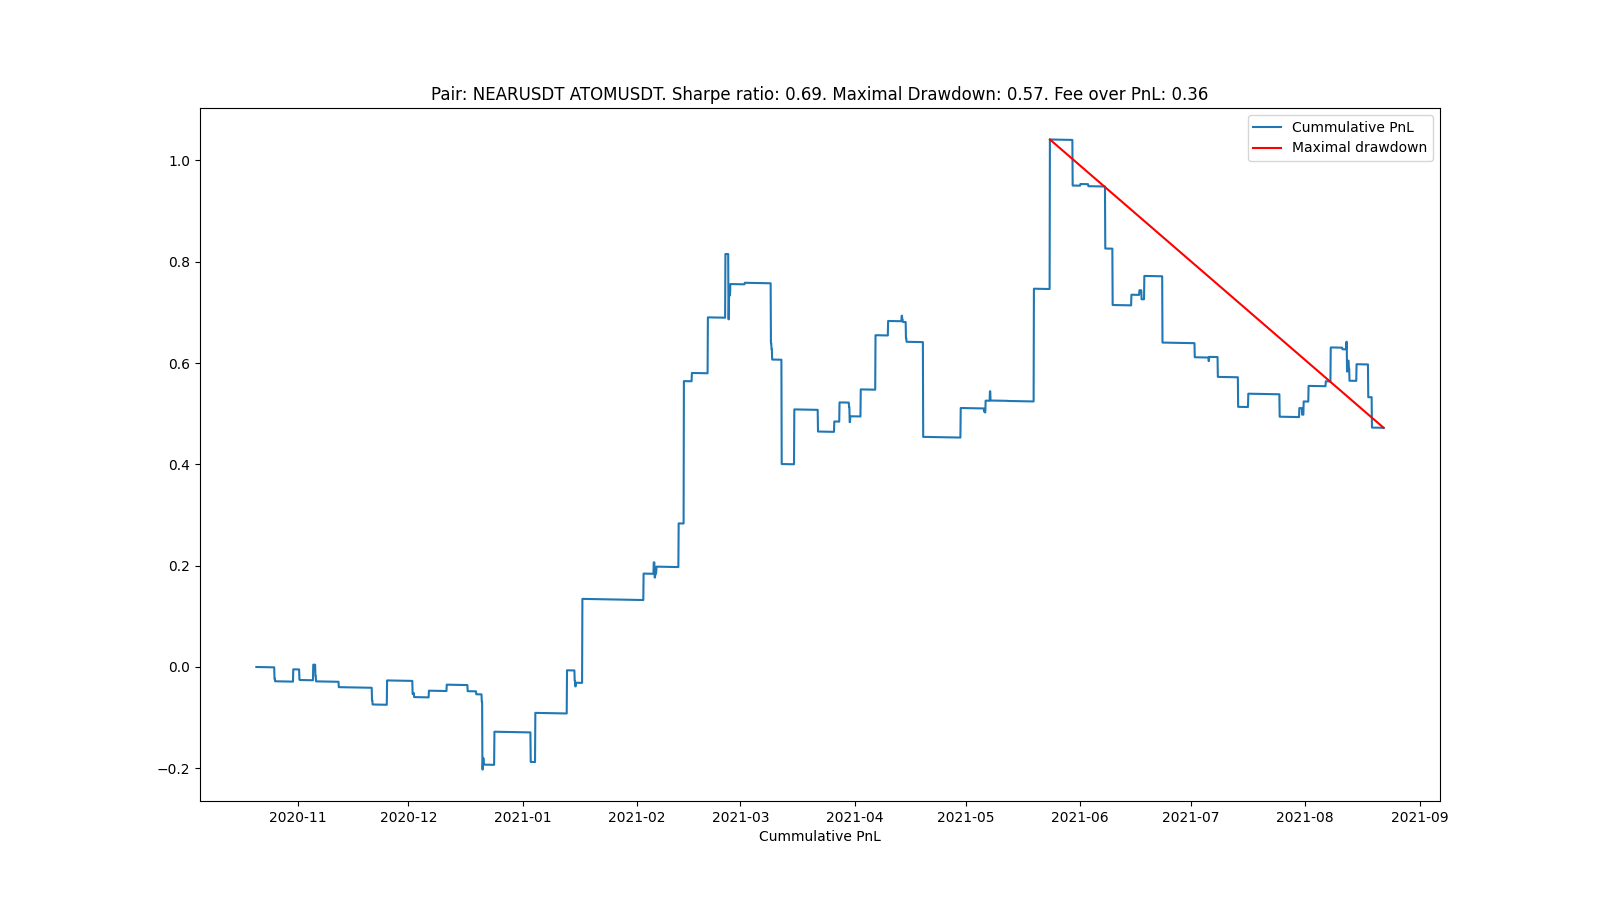 Pair: NEARUSDT ATOMUSDT. Sharpe ratio: 0.69. Maximal Drawdown: 0.57. Fee over PnL: 0.36
Cummulative PnL
Maximal drawdown
1.0
0.8
0.6
0.4
0.2
0.0
−0.2
2020-11 2020-12 2021-01 2021-02 2021-03 2021-04 2021-05 2021-06 2021-07 2021-08 2021-09
Cummulative PnL